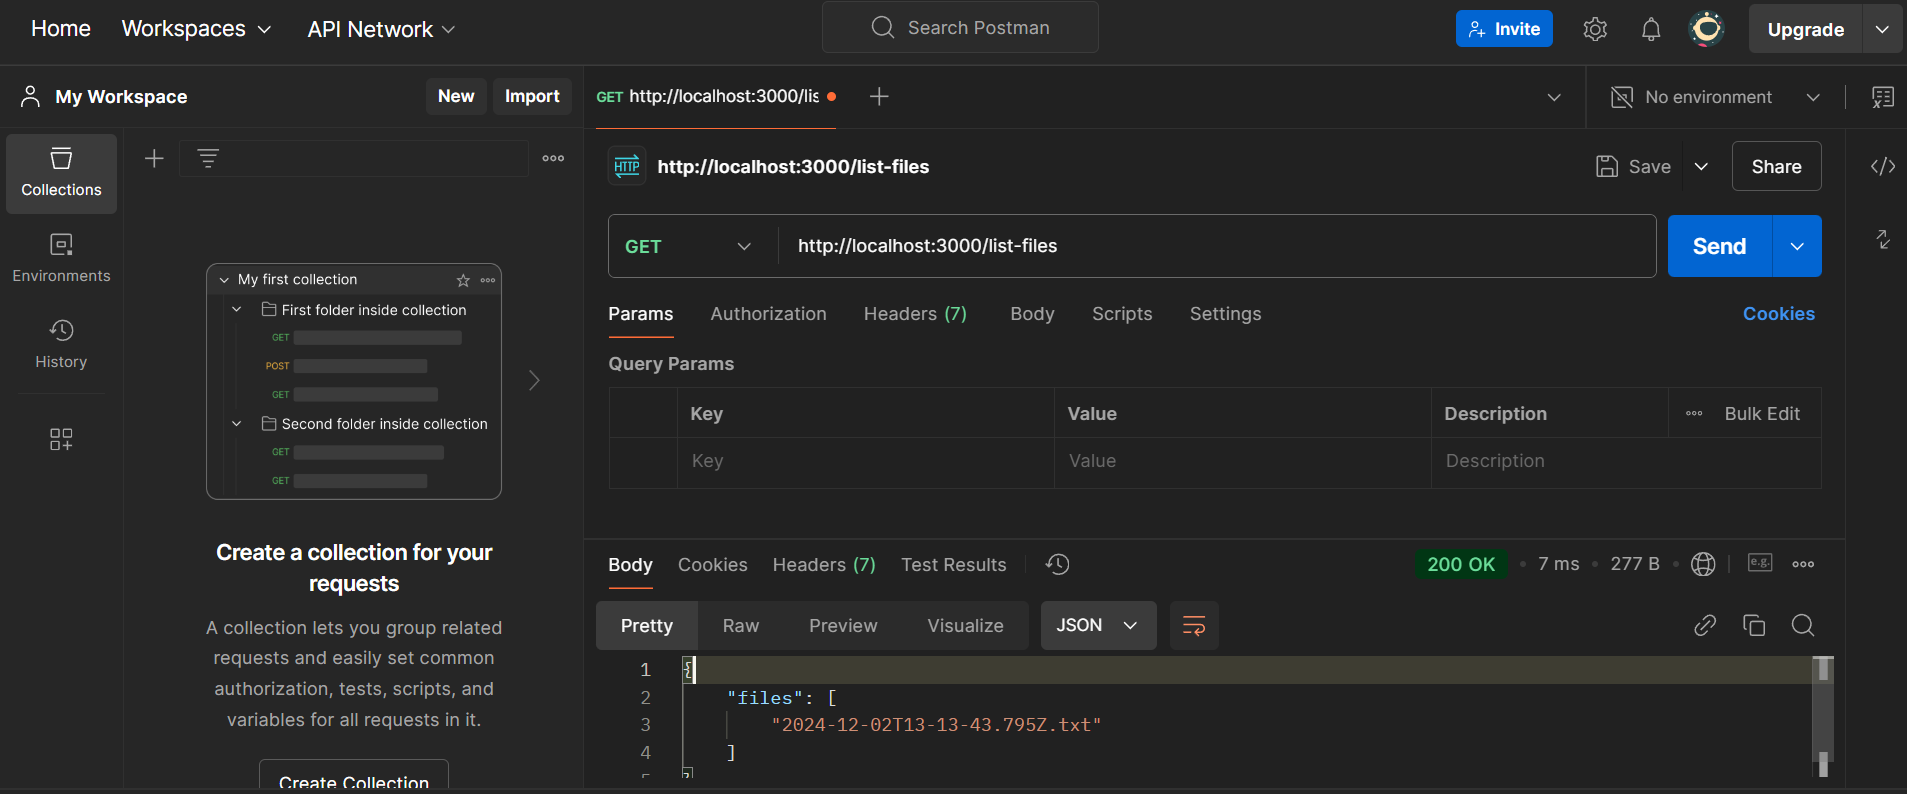 Home Workspaces API Network Search Postman Invite Upgrade
My Workspace New Import GET http://localhost:3000/lis No environment
Collections
Environments
History
My first collection
First folder inside collection
GET
POST
GET
Second folder inside collection
GET
GET
Create a collection for your
requests
A collection lets you group related
requests and easily set common
authorization, tests, scripts, and
variables for all requests in it.
Create Collection
HTTP http://localhost:3000/list-files Save Share
GET http://localhost:3000/list-files Send
Params Authorization Headers (7) Body Scripts Settings Cookies
Query Params
Key Value Description Bulk Edit
Key Value Description
Body Cookies Headers (7) Test Results 200 OK • 7 ms • 277 B • e.g.
Pretty Raw Preview Visualize JSON
1 {
2 "files": [
3 "2024-12-02T13-13-43.795Z.txt"
4 ]
5 }